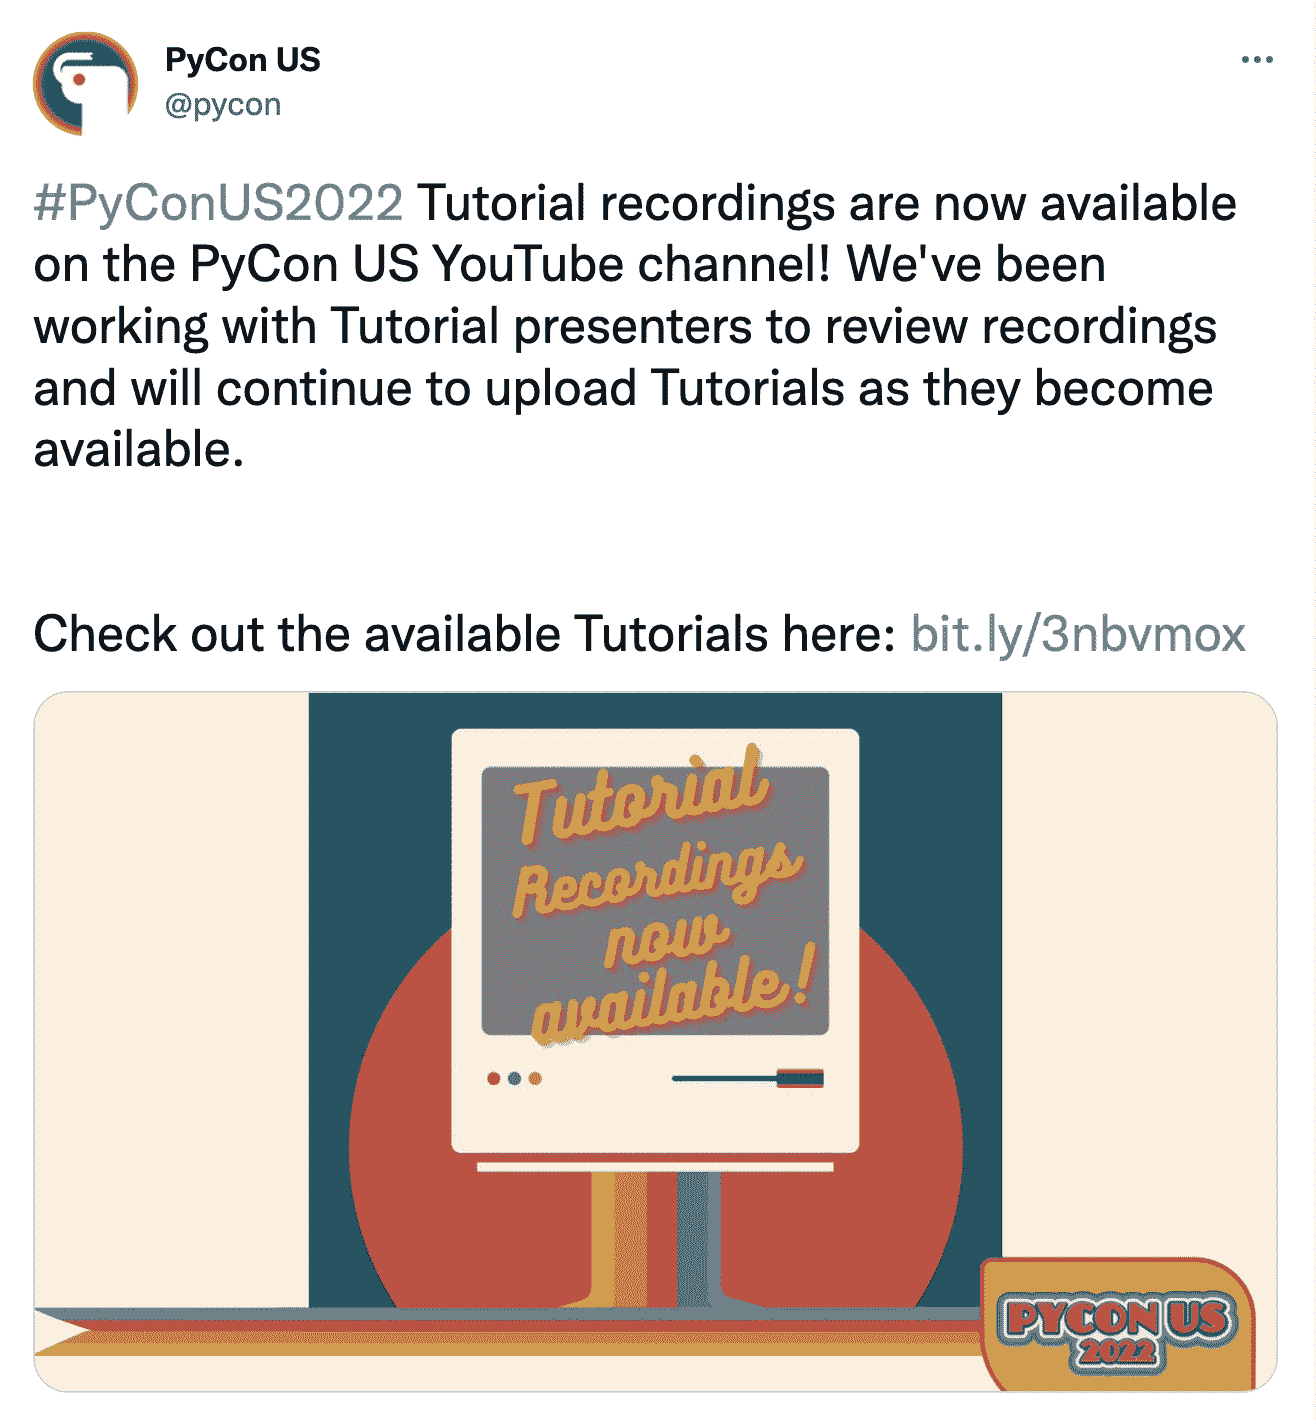 PyCon US
@pycon
#PyConUS2022 Tutorial recordings are now available
on the PyCon US YouTube channel! We've been
working with Tutorial presenters to review recordings
and will continue to upload Tutorials as they become
available.
Check out the available Tutorials here: bit.ly/3nbvmox
Tutorial
Recordings
now
available!
PYCON US
2022